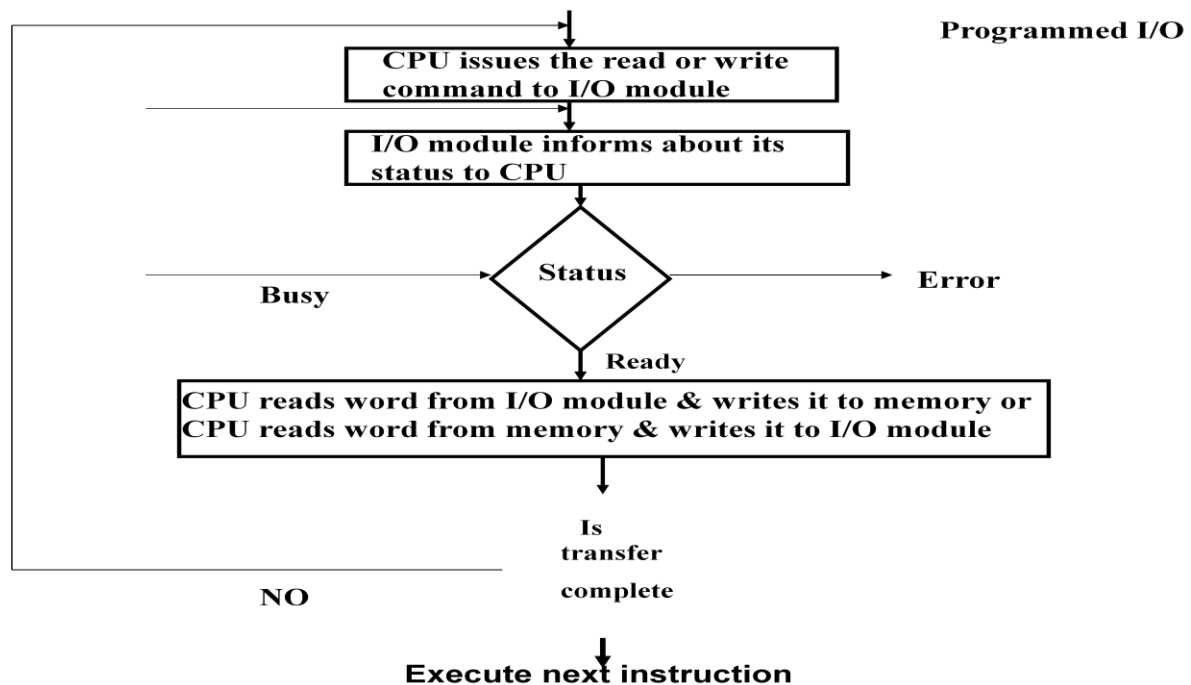 Programmed I/O
CPU issues the read or write
command to I/O module
I/O module informs about its
status to CPU
Status
Busy
Error
Ready
CPU reads word from I/O module & writes it to memory or
CPU reads word from memory & writes it to I/O module
Is
transfer
complete
NO
Execute next instruction